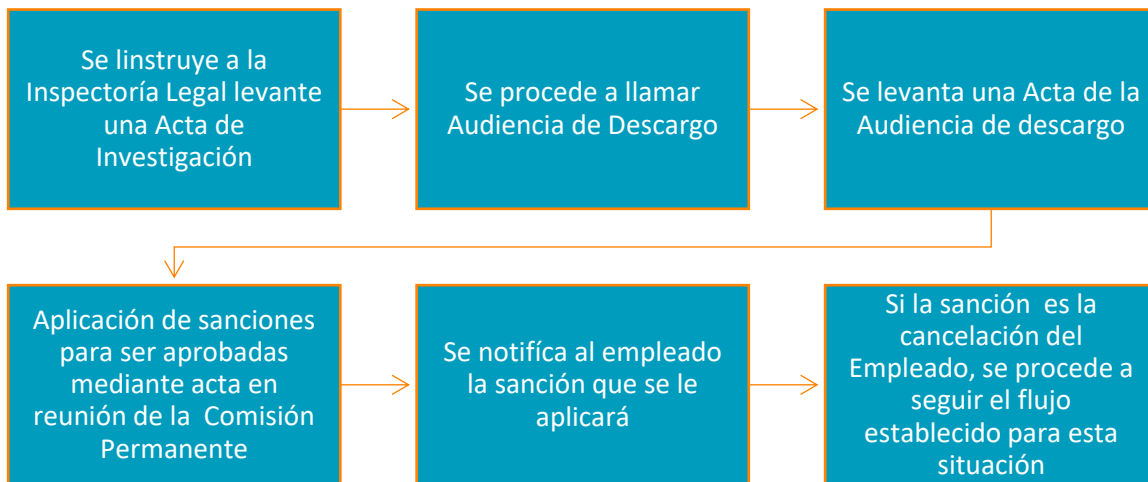 Se linstruye a la
Inspectoría Legal levante
una Acta de
Investigación
Se procede a llamar
Audiencia de Descargo
Se levanta una Acta de la
Audiencia de descargo
Aplicación de sanciones
para ser aprobadas
mediante acta en
reunión de la Comisión
Permanente
Se notifíca al empleado
la sanción que se le
aplicará
Si la sanción es la
cancelación del
Empleado, se procede a
seguir el flujo
establecido para esta
situación